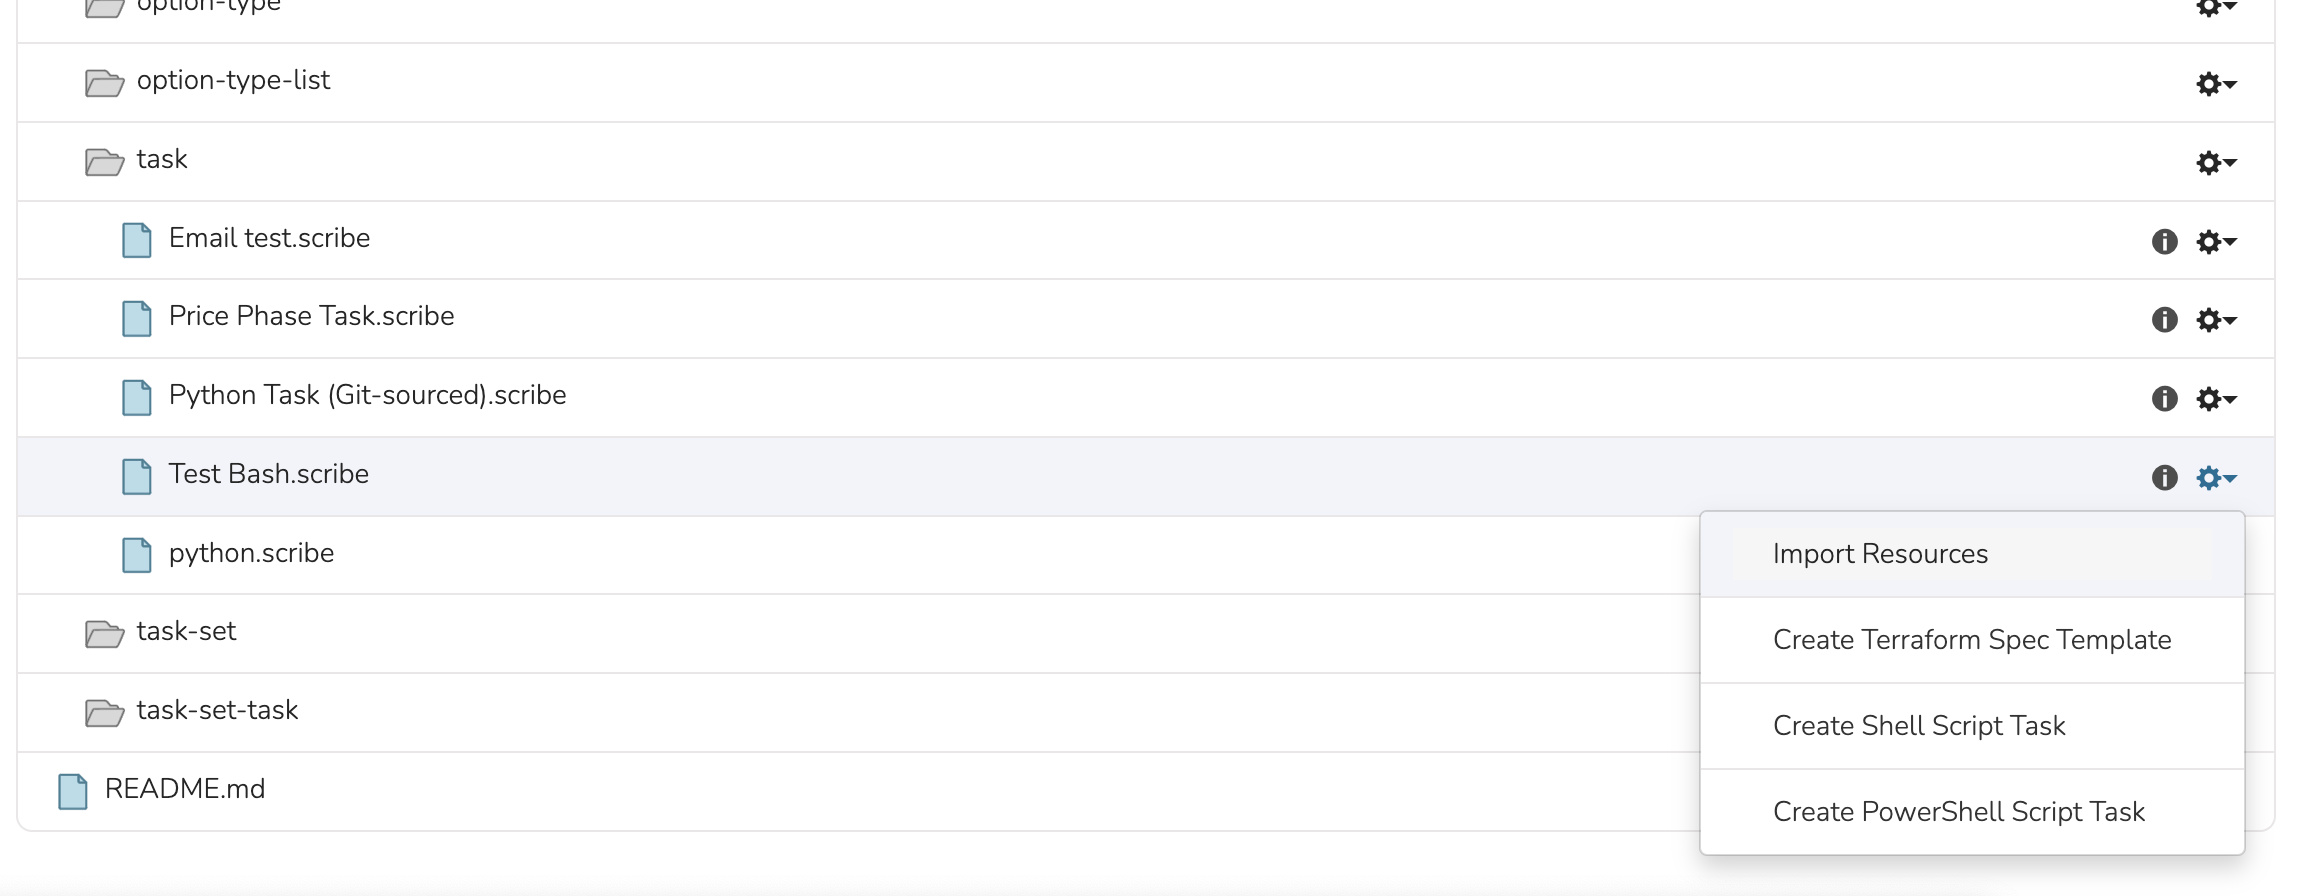 option-type
option-type-list
task
Email test.scribe
Price Phase Task.scribe
Python Task (Git-sourced).scribe
Test Bash.scribe
python.scribe
Import Resources
task-set
Create Terraform Spec Template
task-set-task
Create Shell Script Task
README.md
Create PowerShell Script Task